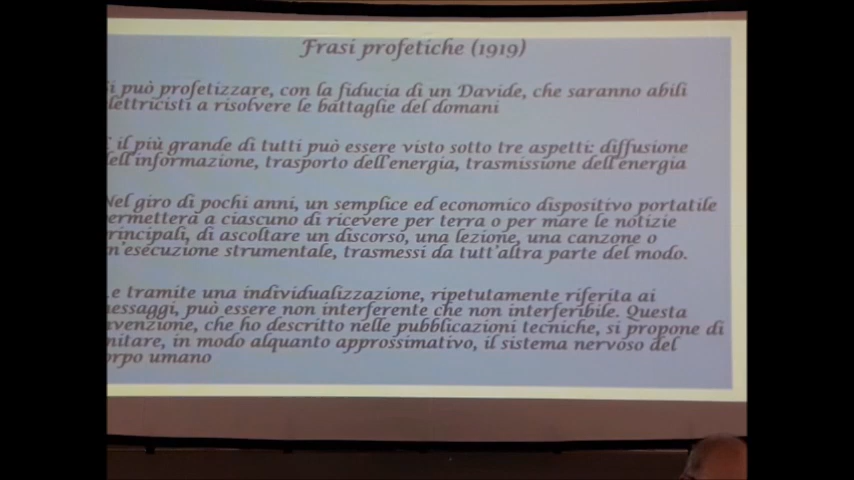 Frasi profetiche (1919)
i può profetizzare, con la fiducia di un Davide, che saranno abili
lettricisti a risolvere le battaglie del domani
il più grande di tutti può essere visto sotto tre aspetti: diffusione
ell'informazione, trasporto dell'energia, trasmissione dell'energia
Nel giro di pochi anni, un semplice ed economico dispositivo portatile
ermetterà a ciascuno di ricevere per terra o per mare le notizie
rincipali, di ascoltare un discorso, una lezione, una canzone o
n'esecuzione strumentale, trasmessi da tutt'altra parte del modo.
e tramite una individualizzazione, ripetutamente riferita ai
essaggi, può essere non interferente che non interferibile. Questa
venzione, che ho descritto nelle pubblicazioni tecniche, si propone di
mitare, in modo alquanto approssimativo, il sistema nervoso del
orpo umano